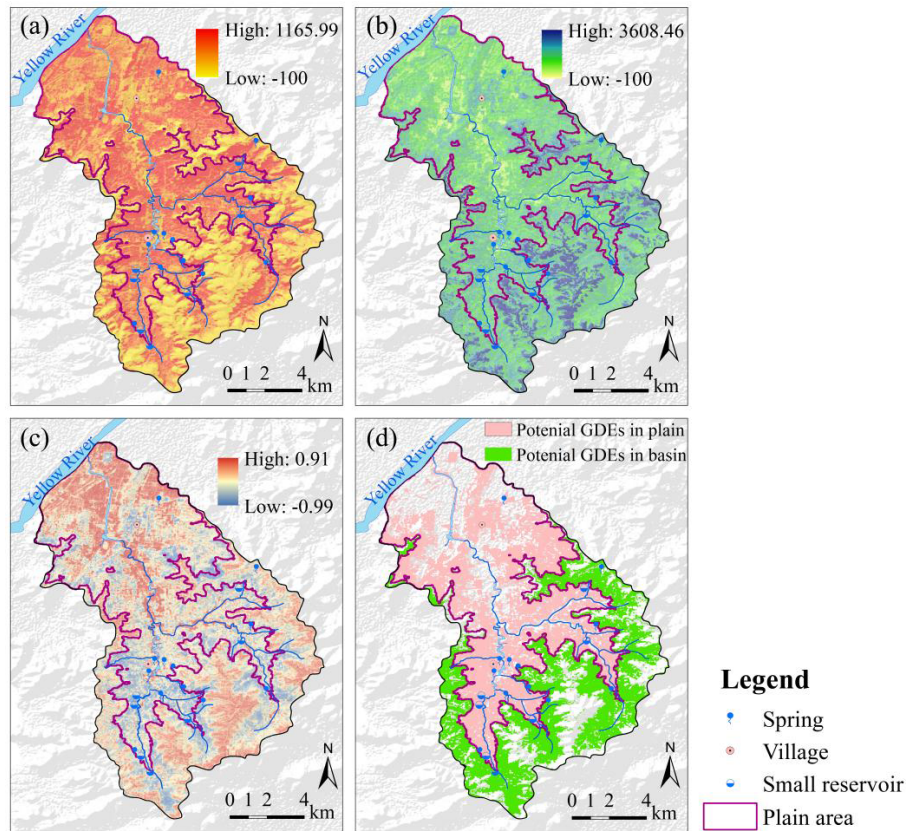 (a)
Yellow River
High: 1165.99
Low: -100
N
0 1 2 4
km
(b)
Yellow River
High: 3608.46
Low: -100
N
0 1 2 4
km
(c)
Yellow River
High: 0.91
Low: -0.99
N
0 1 2 4
km
(d)
Yellow River
Potenial GDEs in plain
Potenial GDEs in basin
N
0 1 2 4
km
Legend
Spring
Village
Small reservoir
Plain area